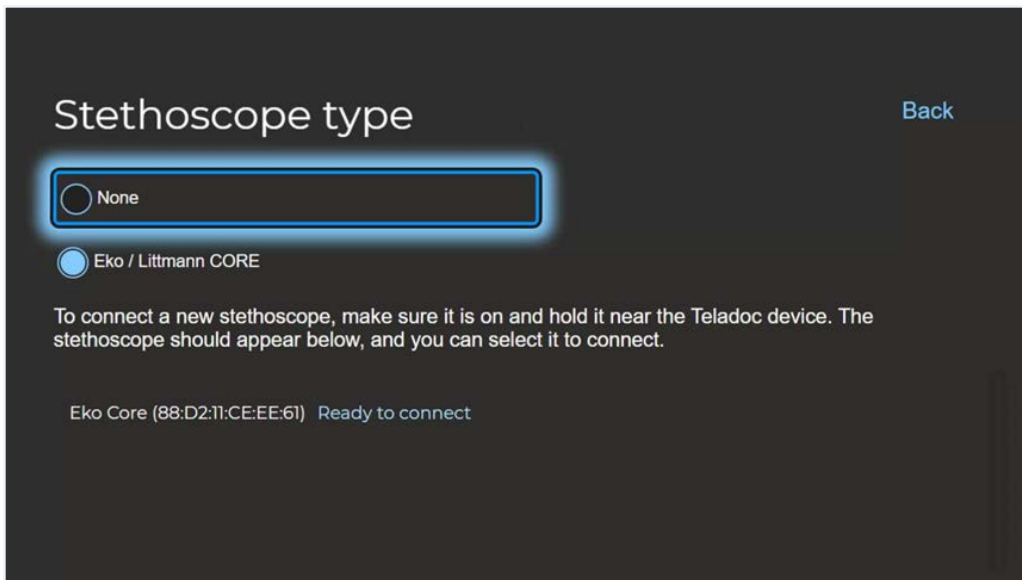 Stethoscope type
Back
None
Eko / Littmann CORE
To connect a new stethoscope, make sure it is on and hold it near the Teladoc device. The
stethoscope should appear below, and you can select it to connect.
Eko Core (88:D2:11:CE:EE:61) Ready to connect